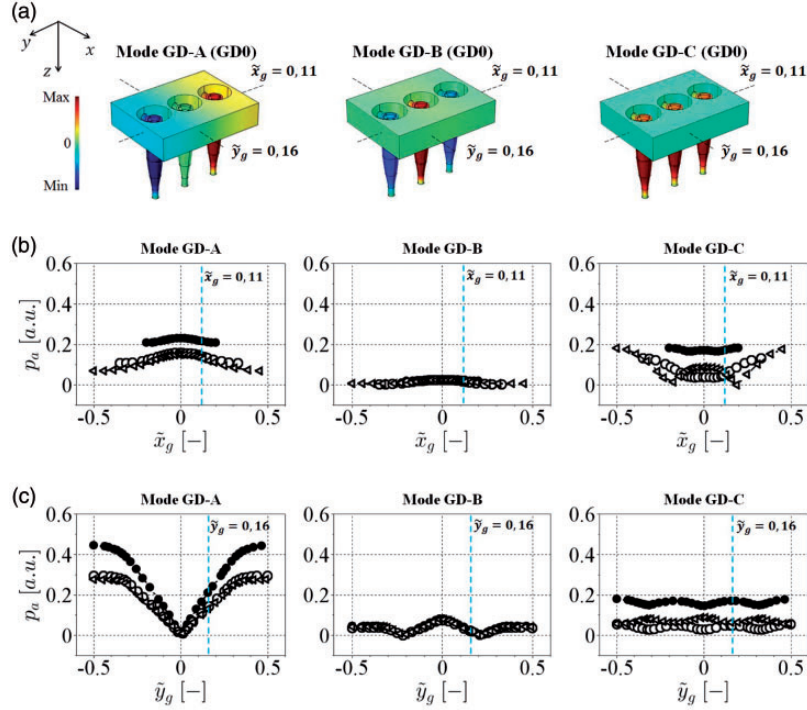 (a)
y
x
z
Mode GD-A (GD0)
Mode GD-B (GD0)
Mode GD-C (GD0)
x̃g = 0,11
x̃g = 0,11
x̃g = 0,11
Max
0
Min
ỹg = 0,16
ỹg = 0,16
ỹg = 0,16
(b)
Mode GD-A
Mode GD-B
Mode GD-C
0.6
0.4
0.2
0
pa [a.u.]
x̃g = 0,11
-0.5
0
0.5
x̃g [−]
0.6
0.4
0.2
0
x̃g = 0,11
-0.5
0
0.5
x̃g [−]
0.6
0.4
0.2
0
x̃g = 0,11
-0.5
0
0.5
x̃g [−]
(c)
Mode GD-A
Mode GD-B
Mode GD-C
0.6
0.4
0.2
0
pa [a.u.]
ỹg = 0,16
-0.5
0
0.5
ỹg [−]
0.6
0.4
0.2
0
ỹg = 0,16
-0.5
0
0.5
ỹg [−]
0.6
0.4
0.2
0
ỹg = 0,16
-0.5
0
0.5
ỹg [−]